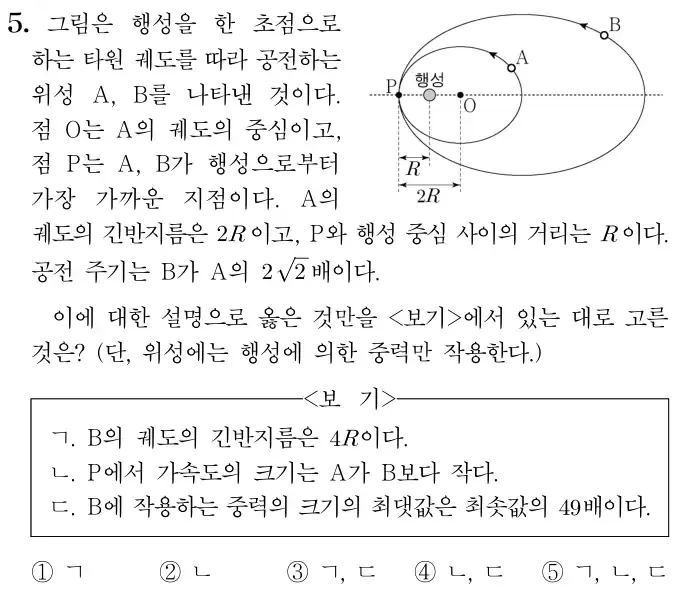 5. 그림은 행성을 한 초점으로
하는 타원 궤도를 따라 공전하는
위성 A, B를 나타낸 것이다.
점 O는 A의 궤도의 중심이고,
점 P는 A, B가 행성으로부터
가장 가까운 지점이다. A의
궤도의 긴반지름은 2R이고, P와 행성 중심 사이의 거리는 R이다.
공전 주기는 B가 A의 2√2배이다.
B
A
P
행성
O
R
2R
이에 대한 설명으로 옳은 것만을 <보기>에서 있는 대로 고른
것은? (단, 위성에는 행성에 의한 중력만 작용한다.)
<보 기>
ㄱ. B의 궤도의 긴반지름은 4R이다.
ㄴ. P에서 가속도의 크기는 A가 B보다 작다.
ㄷ. B에 작용하는 중력의 크기의 최댓값은 최솟값의 49배이다.
① ㄱ ② ㄴ ③ ㄱ, ㄷ ④ ㄴ, ㄷ ⑤ ㄱ, ㄴ, ㄷ